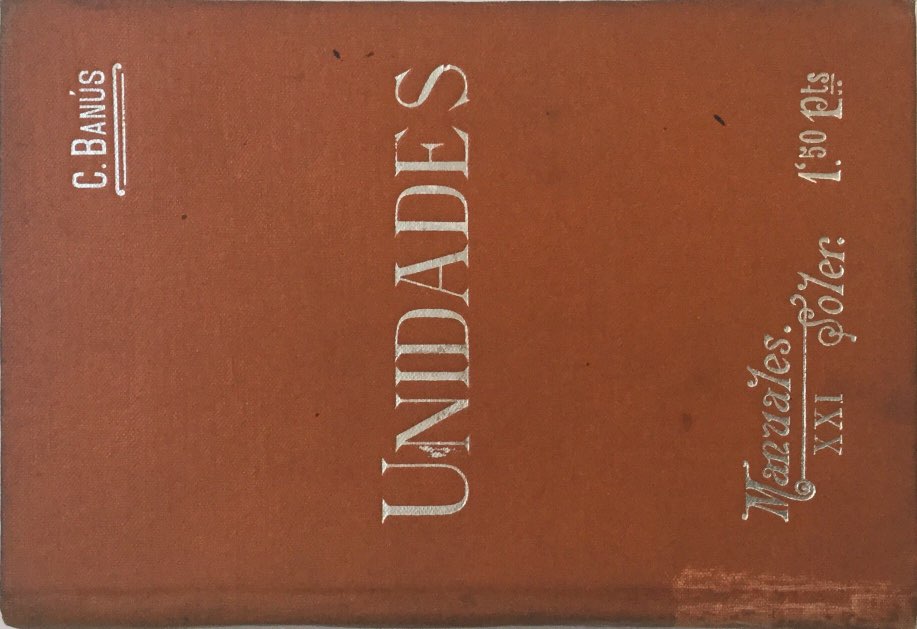 C. BANÚS
UNIDADES
Manuales. Soler.
XXI
1'50 Pts